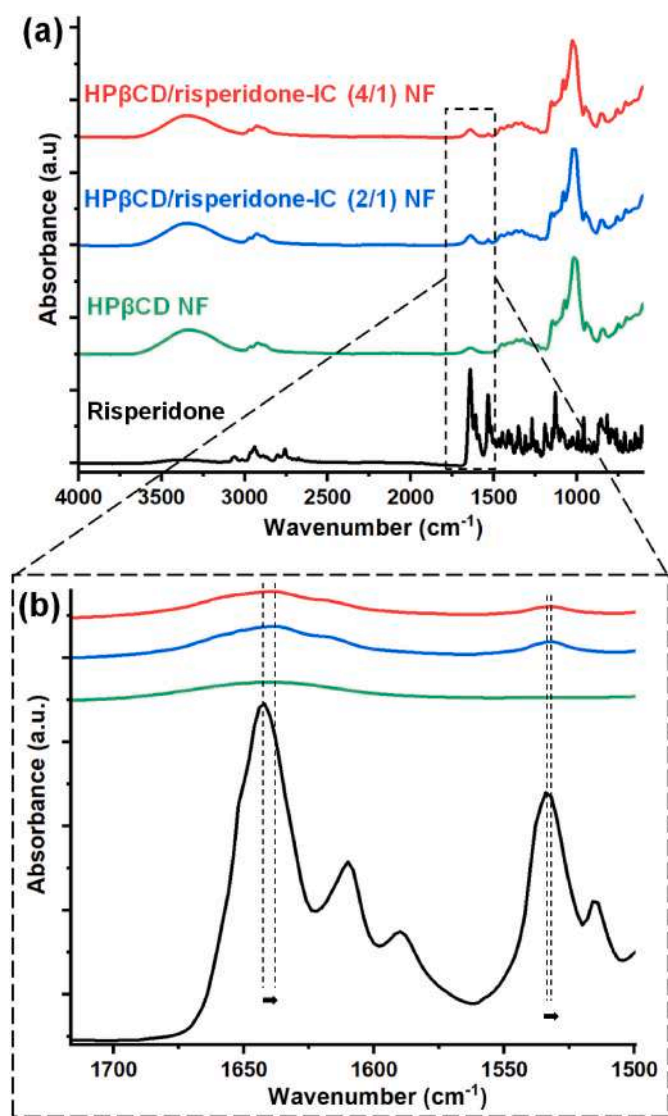 (a)
HPβCD/risperidone-IC (4/1) NF
HPβCD/risperidone-IC (2/1) NF
HPβCD NF
Risperidone
Absorbance (a.u)
4000 3500 3000 2500 2000 1500 1000
Wavenumber (cm⁻¹)
(b)
Absorbance (a.u.)
1700 1650 1600 1550 1500
Wavenumber (cm⁻¹)